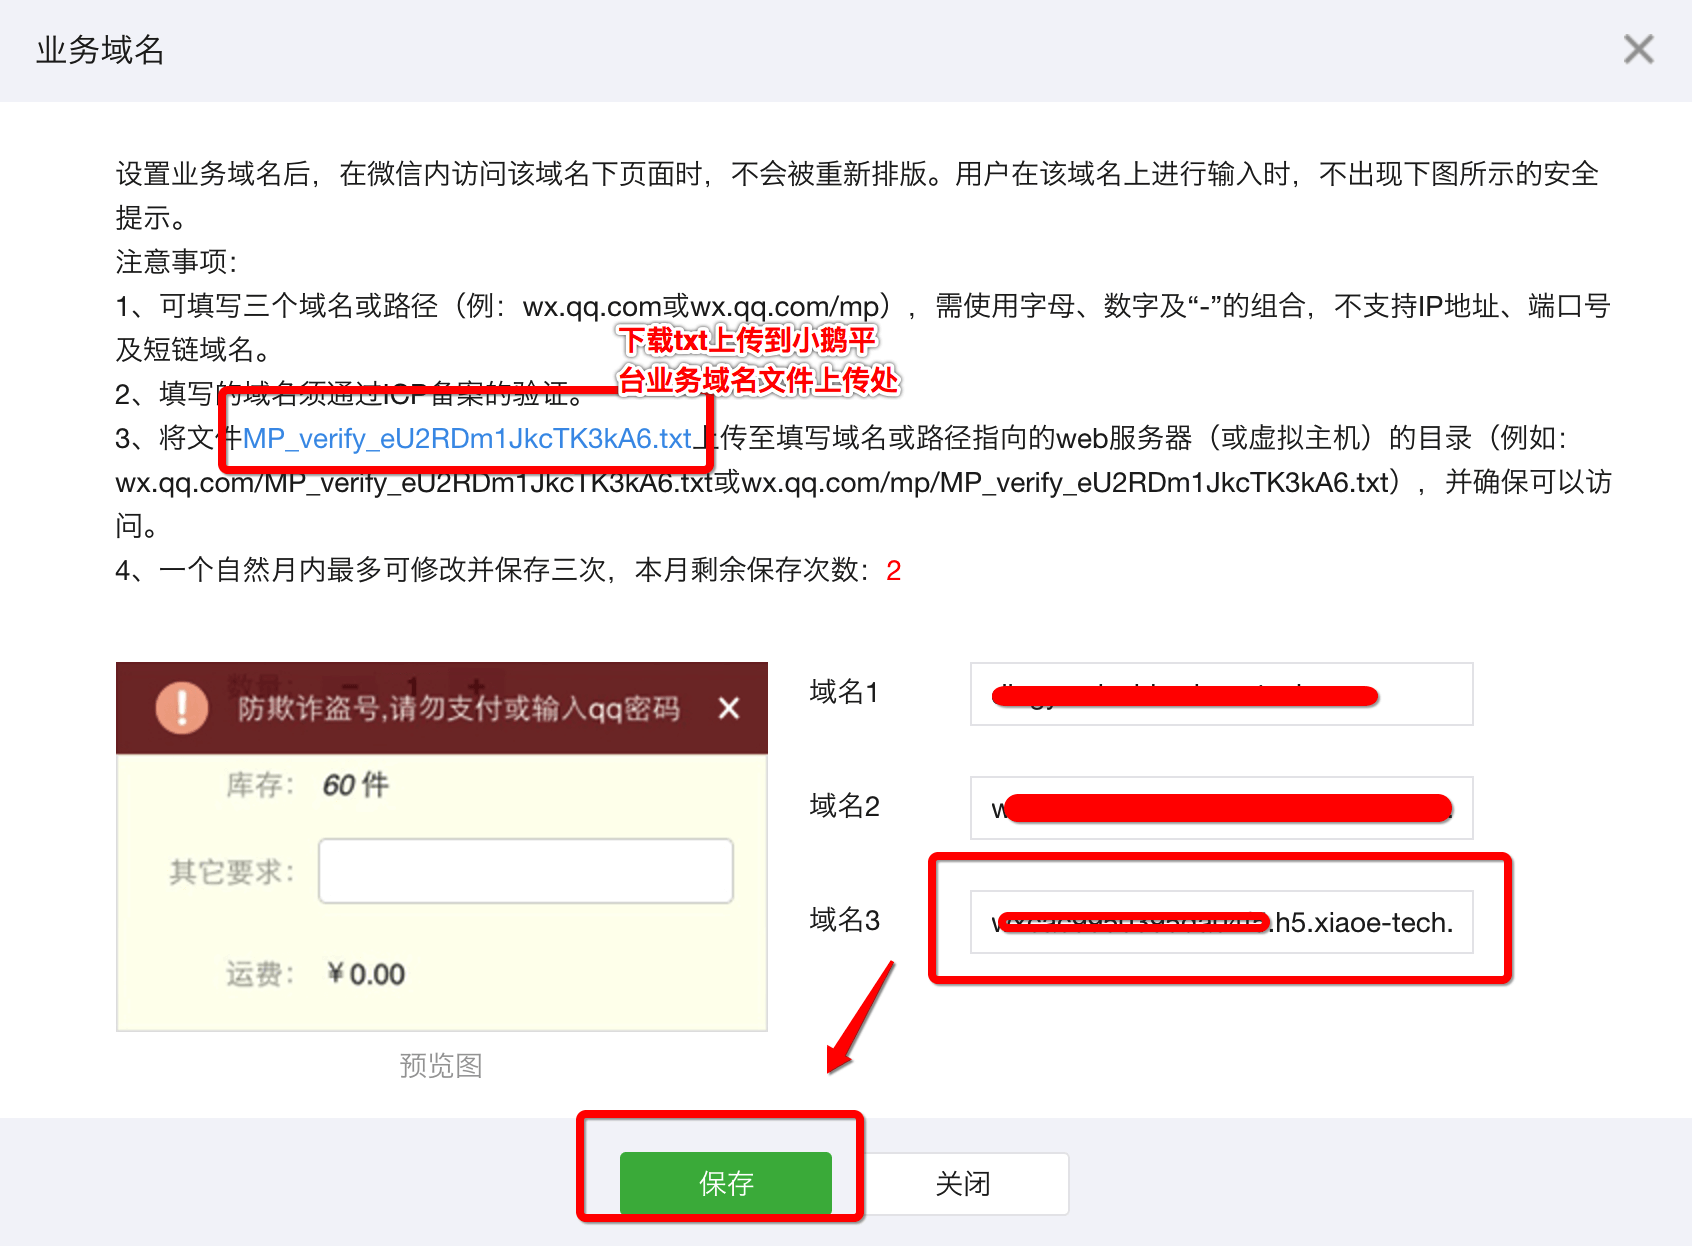 业务域名
设置业务域名后，在微信内访问该域名下页面时，不会被重新排版。用户在该域名上进行输入时，不出现下图所示的安全
提示。
注意事项：
1、可填写三个域名或路径（例：wx.qq.com或wx.qq.com/mp），需使用字母、数字及“-”的组合，不支持IP地址、端口号
及短链域名。
下载txt上传到小鹅平
台业务域名文件上传处
2、填写的域名须通过ICP备案的验证。
3、将文件MP_verify_eU2RDm1JkcTK3kA6.txt上传至填写域名或路径指向的web服务器（或虚拟主机）的目录（例如：
wx.qq.com/MP_verify_eU2RDm1JkcTK3kA6.txt或wx.qq.com/mp/MP_verify_eU2RDm1JkcTK3kA6.txt），并确保可以访
问。
4、一个自然月内最多可修改并保存三次，本月剩余保存次数：2
数量： － 1 +
防欺诈盗号,请勿支付或输入qq密码
库存： 60 件
其它要求：
运费： ￥0.00
预览图
域名1
域名2
域名3 .h5.xiaoe-tech.
保存
关闭